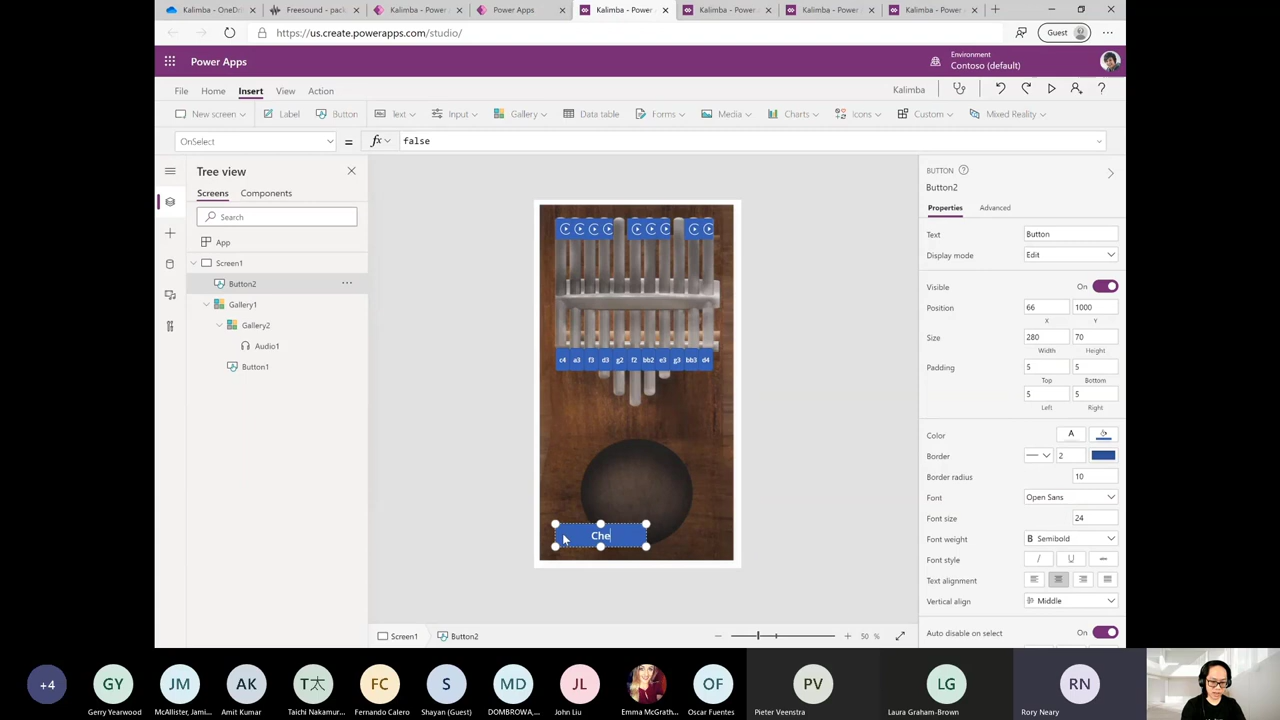 Kalimba - OneDri
Freesound - pack
Kalimba - Power
Power Apps
Kalimba - Power
Kalimba - Power
Kalimba - Power
Kalimba - Power
https://us.create.powerapps.com/studio/
Guest
Power Apps
Environment
Contoso (default)
File Home Insert View Action
Kalimba
New screen Label Button Text Input Gallery Data table Forms Media Charts Icons Custom Mixed Reality
OnSelect = fx false
Tree view
Screens Components
Search
App
Screen1
Button2
Gallery1
Gallery2
Audio1
Button1
c4 a3 f3 d3 g2 f2 bb2 e3 g3 bb3 d4
Che
BUTTON
Button2
Properties Advanced
Text Button
Display mode Edit
Visible On
Position 66 1000
X Y
Size 280 70
Width Height
Padding 5 5
Top Bottom
5 5
Left Right
Color A
Border 2
Border radius 10
Font Open Sans
Font size 24
Font weight B Semibold
Font style / U abc
Text alignment
Vertical align Middle
Auto disable on select On
Screen1 Button2
50 %
+4 GY JM AK T太 FC S MD JL OF PV LG RN
Gerry Yearwood McAllister, Jami... Amit Kumar Taichi Nakamur... Fernando Calero Shayan (Guest) DOMBROWA,... John Liu Emma McGrath... Oscar Fuentes Pieter Veenstra Laura Graham-Brown Rory Neary